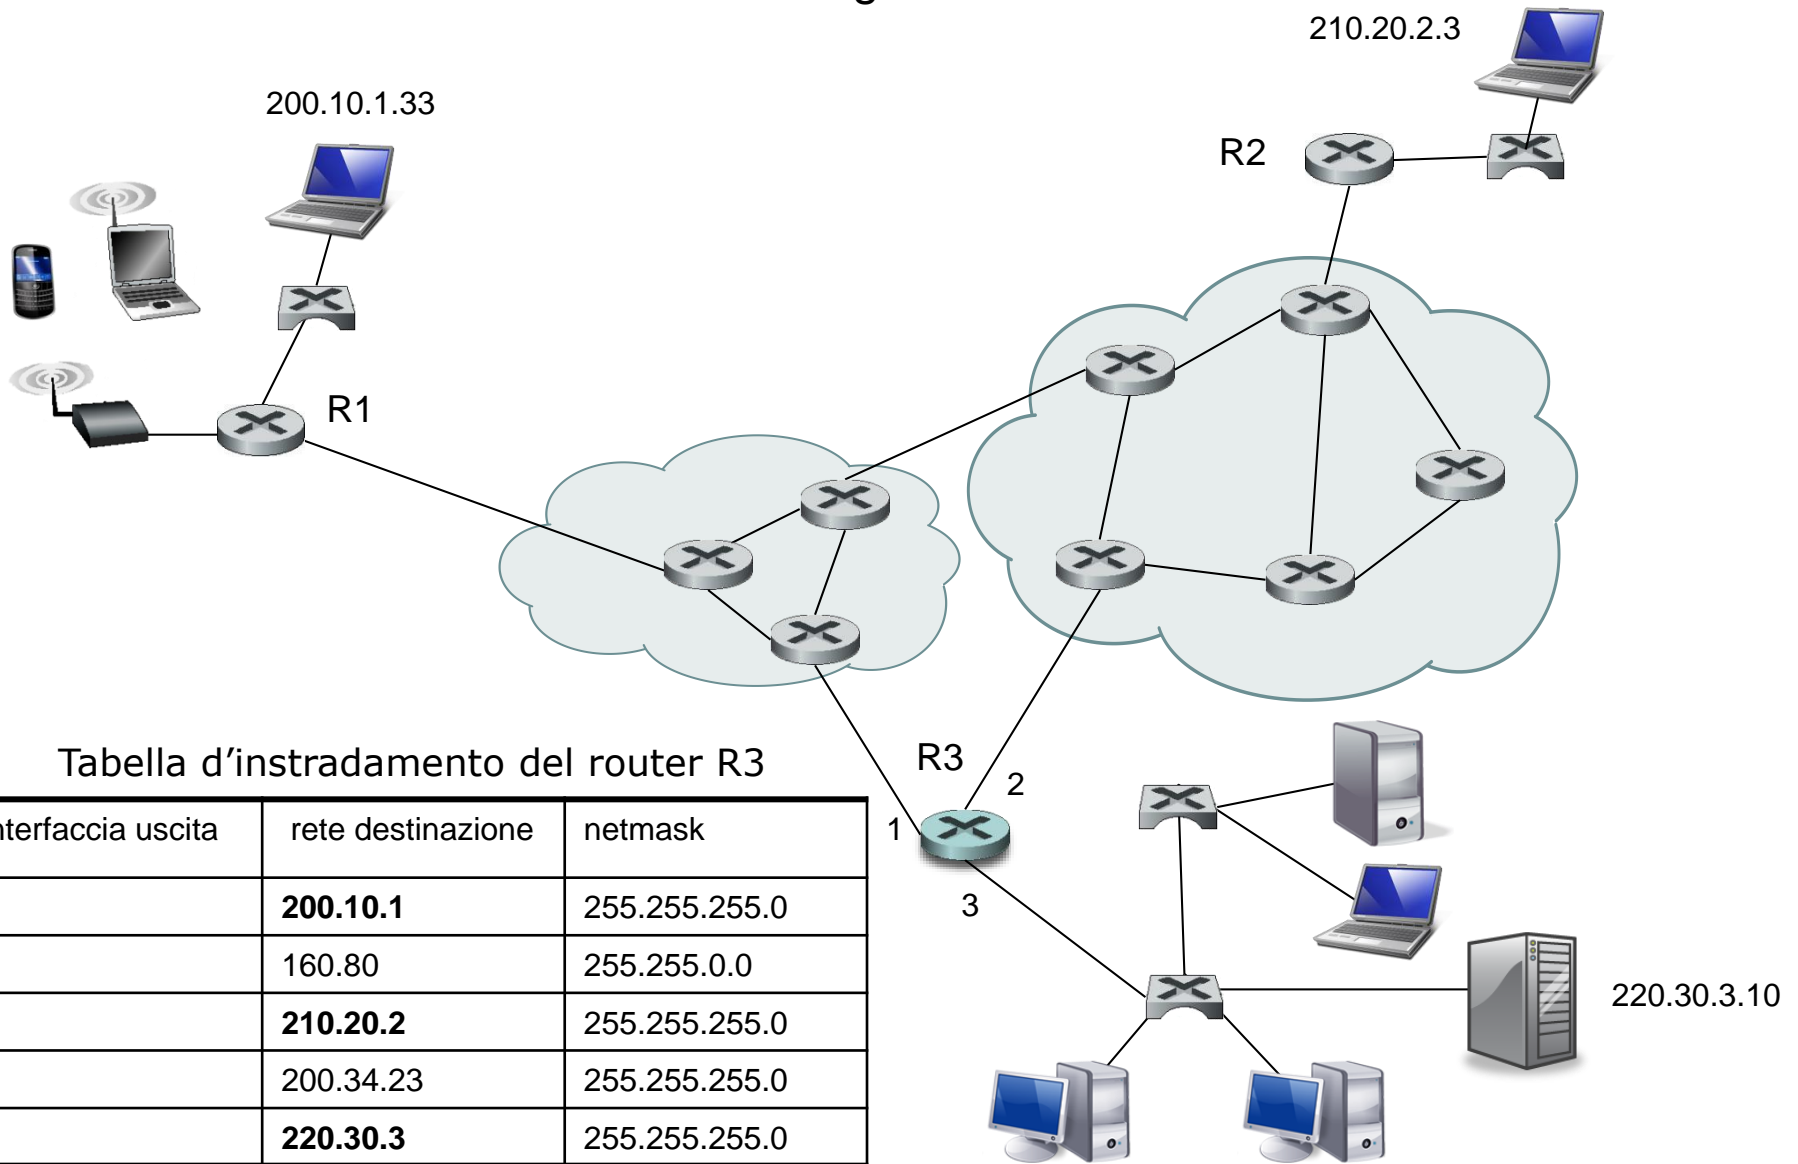 g
210.20.2.3
200.10.1.33
R2
R1
R3
2
1
3
220.30.3.10
Tabella d’instradamento del router R3
nterfaccia uscita rete destinazione netmask
200.10.1 255.255.255.0
160.80 255.255.0.0
210.20.2 255.255.255.0
200.34.23 255.255.255.0
220.30.3 255.255.255.0